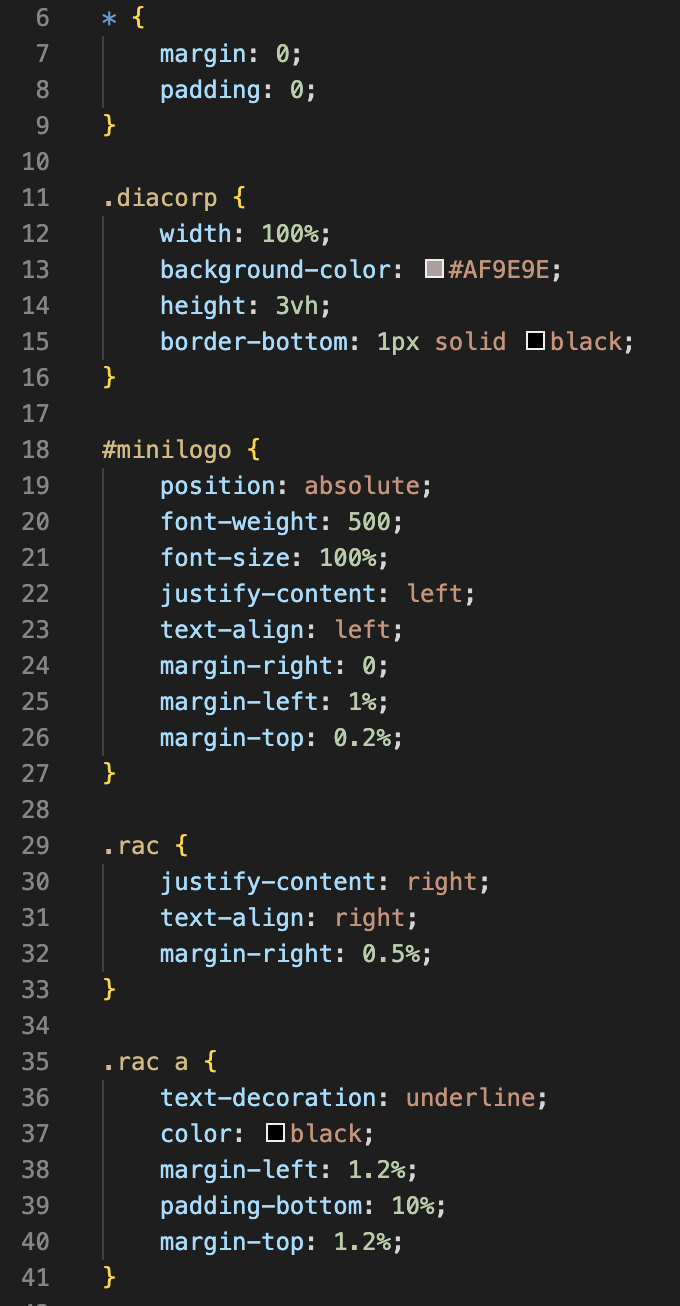 6 * {
7 margin: 0;
8 padding: 0;
9 }
10
11 .diacorp {
12 width: 100%;
13 background-color: #AF9E9E;
14 height: 3vh;
15 border-bottom: 1px solid black;
16 }
17
18 #minilogo {
19 position: absolute;
20 font-weight: 500;
21 font-size: 100%;
22 justify-content: left;
23 text-align: left;
24 margin-right: 0;
25 margin-left: 1%;
26 margin-top: 0.2%;
27 }
28
29 .rac {
30 justify-content: right;
31 text-align: right;
32 margin-right: 0.5%;
33 }
34
35 .rac a {
36 text-decoration: underline;
37 color: black;
38 margin-left: 1.2%;
39 padding-bottom: 10%;
40 margin-top: 1.2%;
41 }